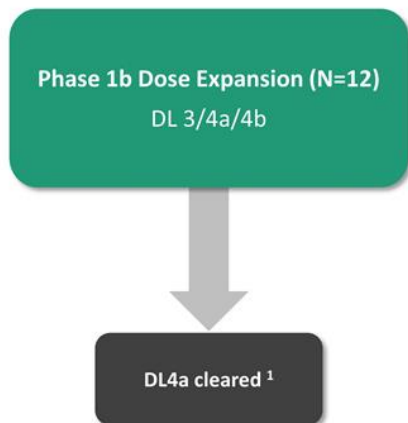 Phase 1b Dose Expansion (N=12)
DL 3/4a/4b
DL4a cleared ¹